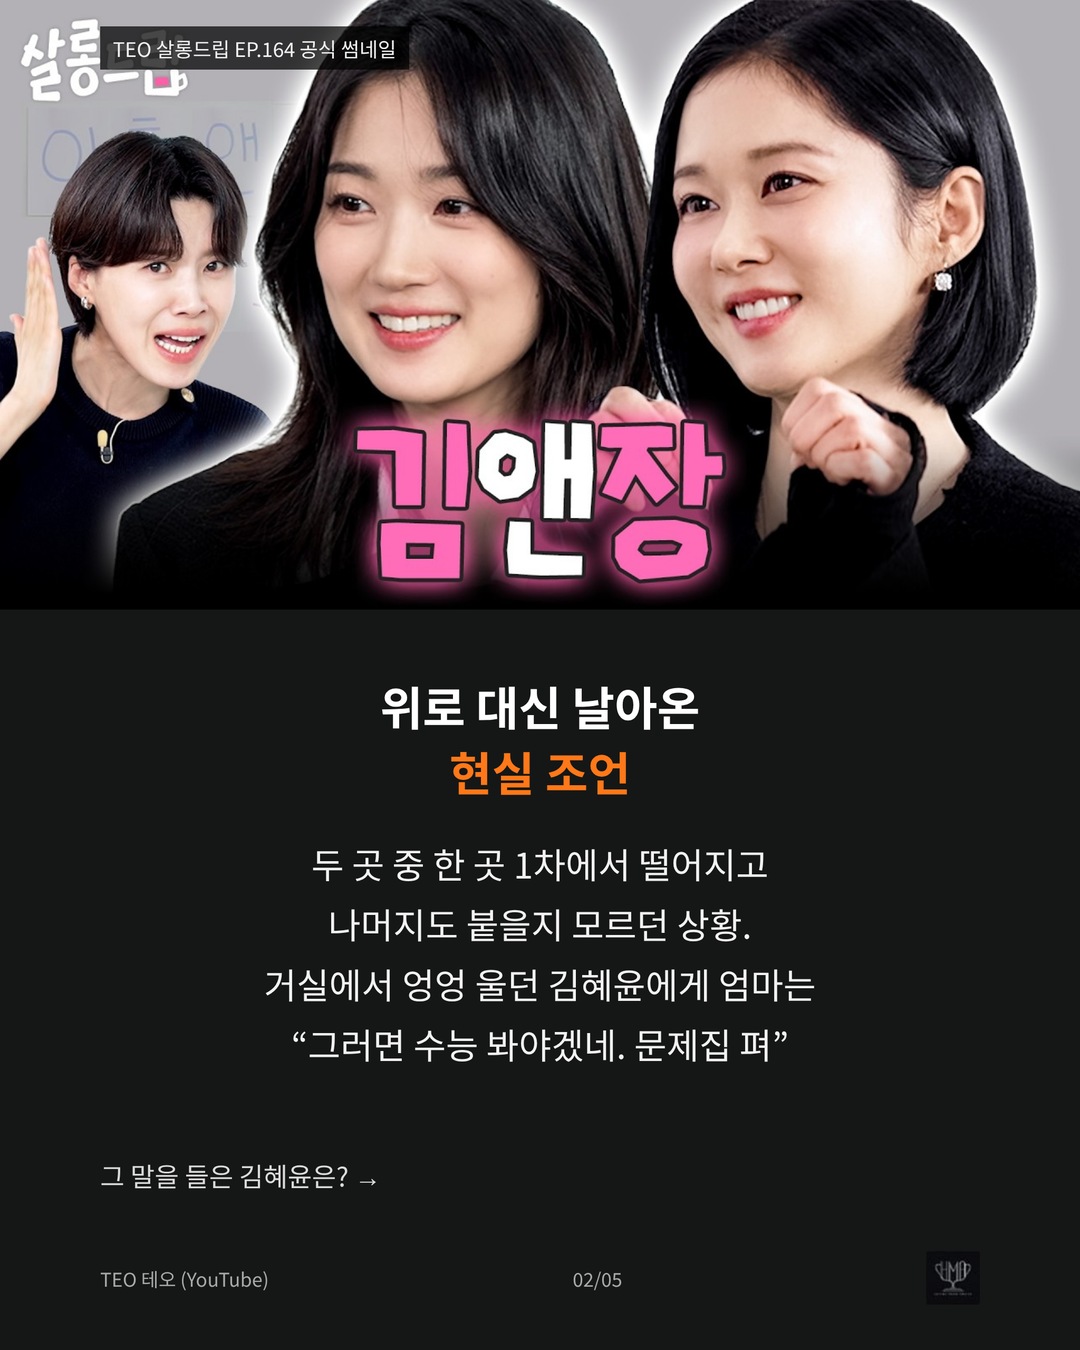 살롱드립
TEO 살롱드립 EP.164 공식 썸네일
앤
김앤장
위로 대신 날아온
현실 조언
두 곳 중 한 곳 1차에서 떨어지고
나머지도 붙을지 모르던 상황.
거실에서 엉엉 울던 김혜윤에게 엄마는
“그러면 수능 봐야겠네. 문제집 펴”
그 말을 들은 김혜윤은? →
TEO 테오 (YouTube)
02/05